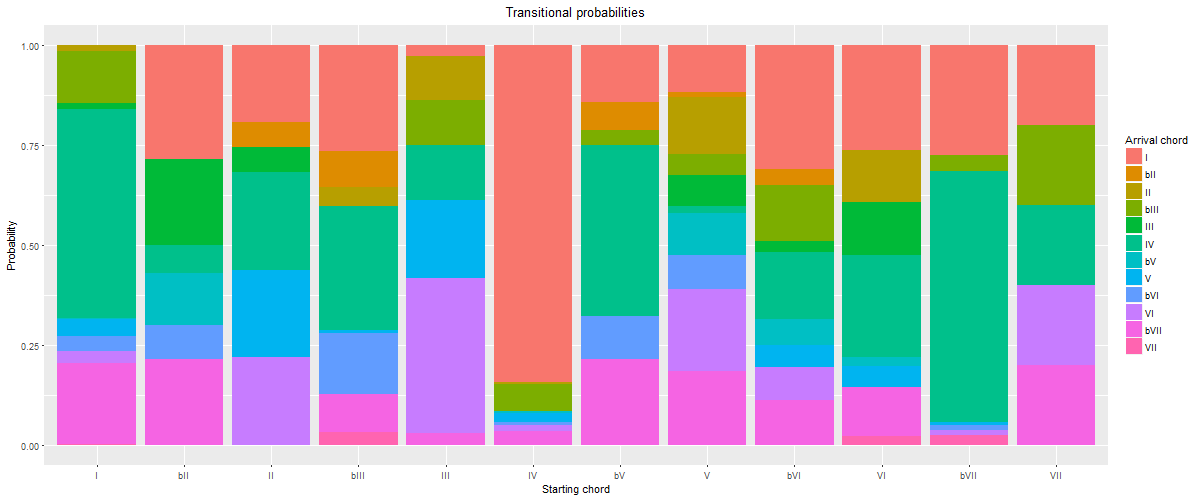 Transitional probabilities
1.00
0.75
0.50
0.25
0.00
Probability
I bII II bIII III IV bV V bVI VI bVII VII
Starting chord
Arrival chord
I
bII
II
bIII
III
IV
bV
V
bVI
VI
bVII
VII